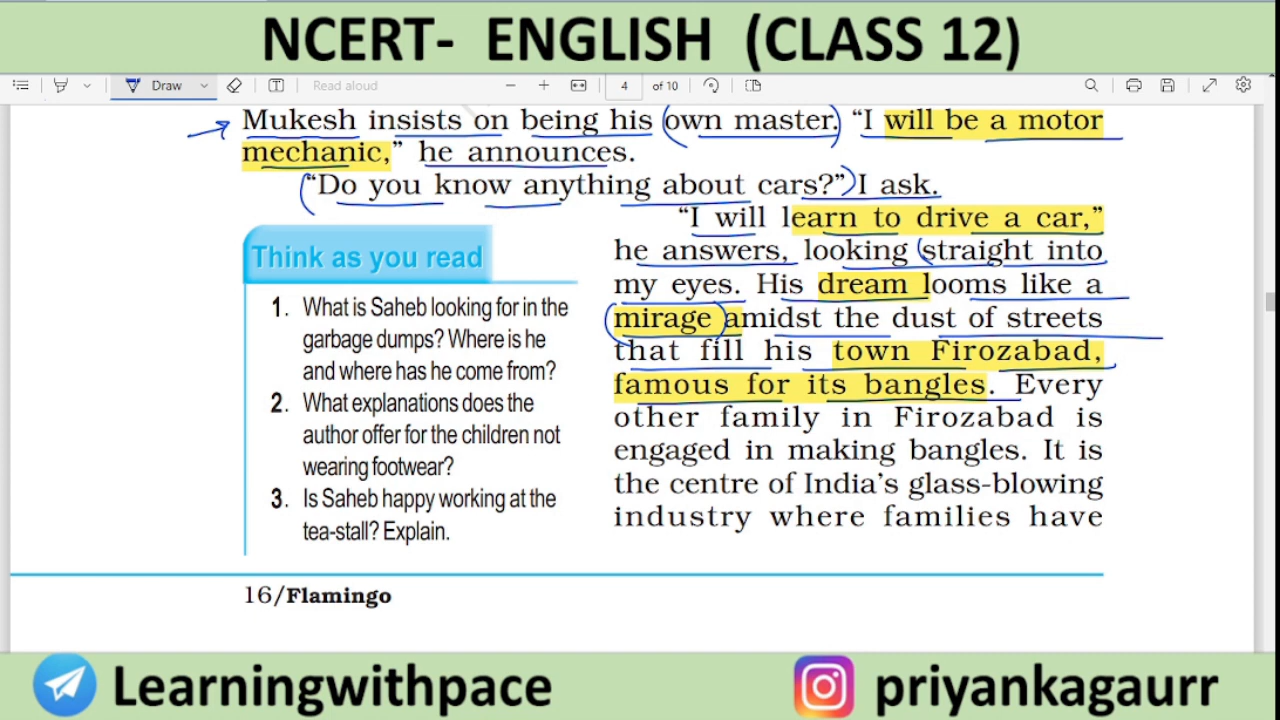 NCERT- ENGLISH (CLASS 12)
Draw
Read aloud
4
of 10
Mukesh insists on being his own master. “I will be a motor
mechanic,” he announces.
“Do you know anything about cars?” I ask.
“I will learn to drive a car,”
he answers, looking straight into
my eyes. His dream looms like a
mirage amidst the dust of streets
that fill his town Firozabad,
famous for its bangles. Every
other family in Firozabad is
engaged in making bangles. It is
the centre of India’s glass-blowing
industry where families have
Think as you read
1. What is Saheb looking for in the
garbage dumps? Where is he
and where has he come from?
2. What explanations does the
author offer for the children not
wearing footwear?
3. Is Saheb happy working at the
tea-stall? Explain.
16/Flamingo
Learningwithpace
priyankagaurr